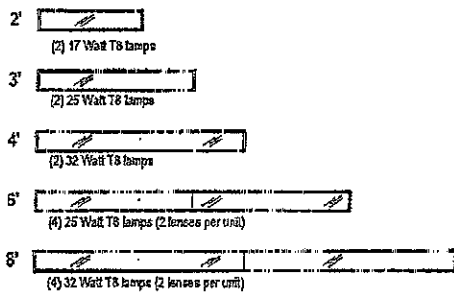 2'
(2) 17 Watt T8 lamps
3'
(2) 25 Watt T8 lamps
4'
(2) 32 Watt T8 lamps
6'
(4) 25 Watt T8 lamps (2 lenses per unit)
8'
(4) 32 Watt T8 lamps (2 lenses per unit)